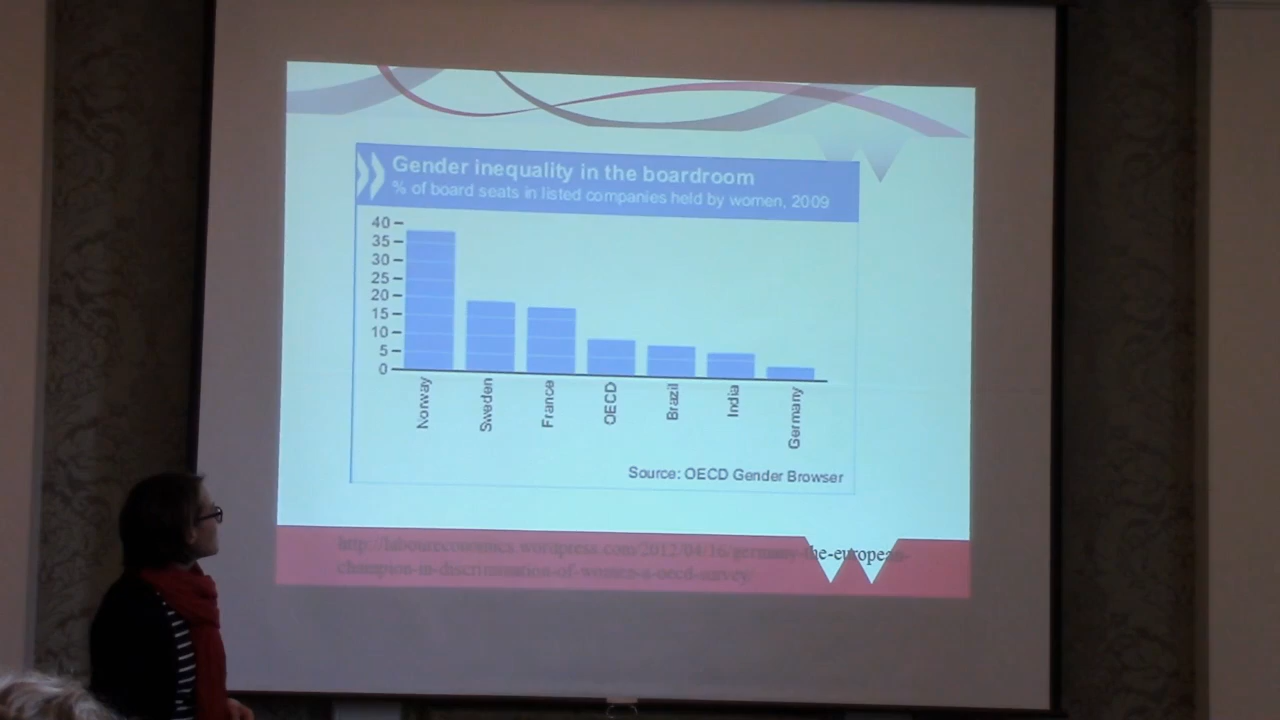 Gender inequality in the boardroom
% of board seats in listed companies held by women, 2009
40
35
30
25
20
15
10
5
0
Norway
Sweden
France
OECD
Brazil
India
Germany
Source: OECD Gender Browser
http://laboureconomics.wordpress.com/2012/04/16/germany-the-european-
champion-in-discrimination-of-women-a-oecd-survey/